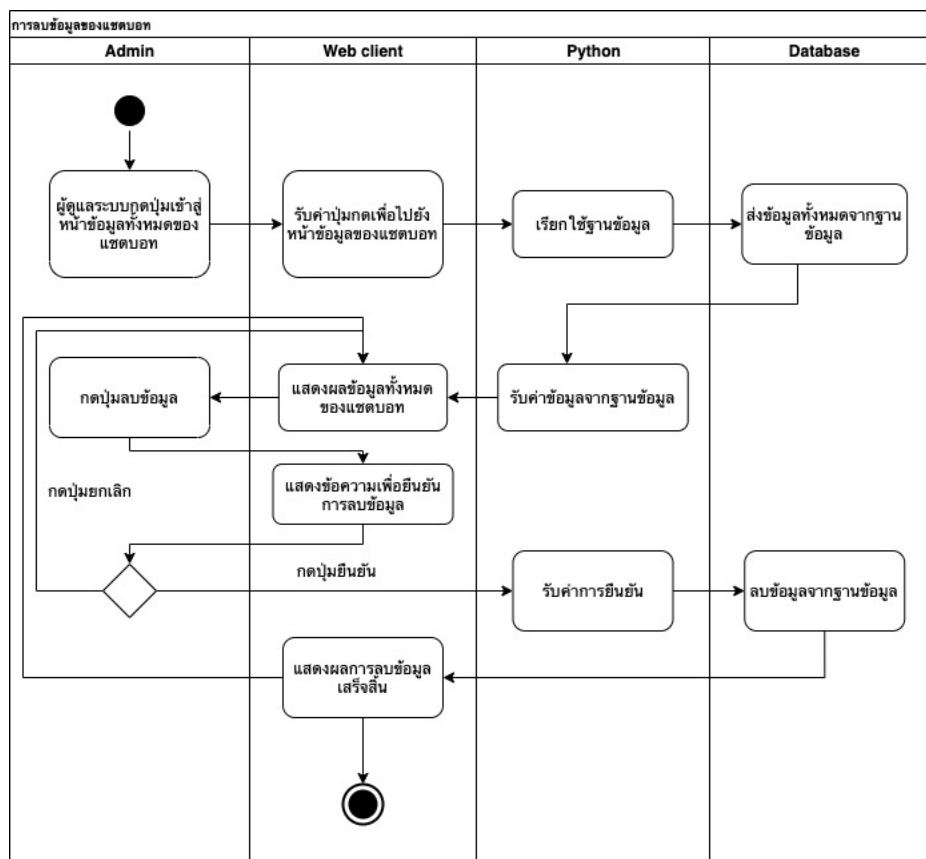 การลบข้อมูลของแชตบอท
Admin
Web client
Python
Database
ผู้ดูแลระบบกดปุ่มเข้าสู่
หน้าข้อมูลทั้งหมดของ
แชตบอท
รับค่าปุ่มกดเพื่อไปยัง
หน้าข้อมูลของแชตบอท
เรียกใช้ฐานข้อมูล
ส่งข้อมูลทั้งหมดจากฐาน
ข้อมูล
กดปุ่มลบข้อมูล
แสดงผลข้อมูลทั้งหมด
ของแชตบอท
รับค่าข้อมูลจากฐานข้อมูล
กดปุ่มยกเลิก
แสดงข้อความเพื่อยืนยัน
การลบข้อมูล
กดปุ่มยืนยัน
รับค่าการยืนยัน
ลบข้อมูลจากฐานข้อมูล
แสดงผลการลบข้อมูล
เสร็จสิ้น